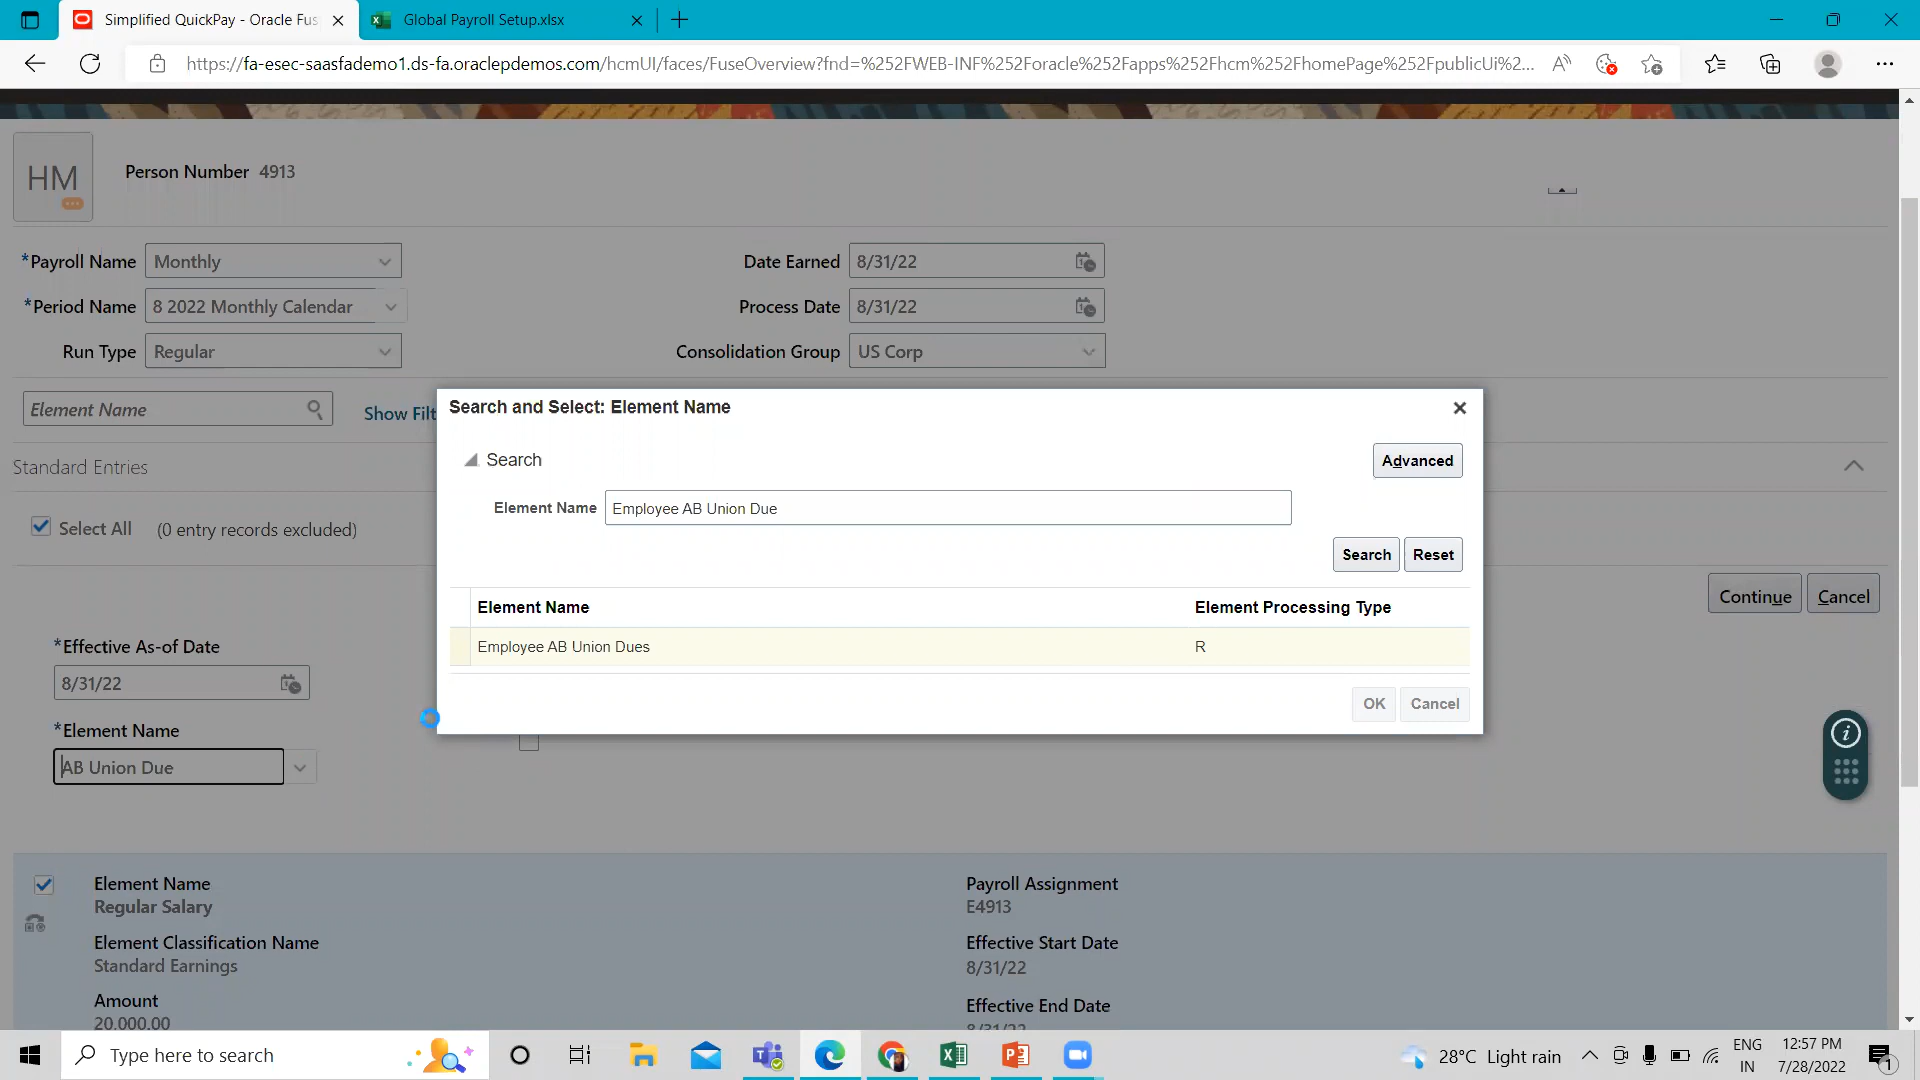 Simplified QuickPay - Oracle Fus
Global Payroll Setup.xlsx
https://fa-esec-saasfademo1.ds-fa.oraclepdemos.com/hcmUI/faces/FuseOverview?fnd=%252FWEB-INF%252Foracle%252Fapps%252Fhcm%252FhomePage%252FpublicUi%2...
HM
Person Number 4913
*Payroll Name Monthly
Date Earned 8/31/22
*Period Name 8 2022 Monthly Calendar
Process Date 8/31/22
Run Type Regular
Consolidation Group US Corp
Element Name
Show Filt
Search and Select: Element Name
Search
Advanced
Element Name Employee AB Union Due
Search Reset
Element Name Element Processing Type
Employee AB Union Dues R
OK Cancel
Standard Entries
Select All (0 entry records excluded)
Continue Cancel
*Effective As-of Date
8/31/22
*Element Name
AB Union Due
Element Name
Regular Salary
Payroll Assignment
E4913
Element Classification Name
Standard Earnings
Effective Start Date
8/31/22
Amount
20,000.00
Effective End Date
8/31/22
Type here to search
28°C Light rain
ENG
IN
12:57 PM
7/28/2022
1